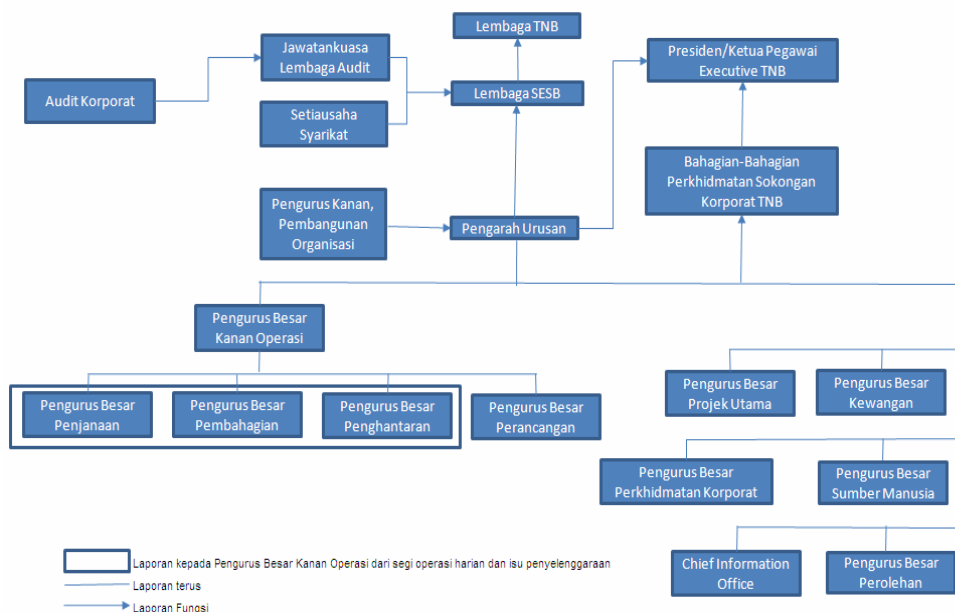 Lembaga TNB
Jawatankuasa
Lembaga Audit
Presiden/Ketua Pegawai
Executive TNB
Audit Korporat
Lembaga SESB
Setiausaha
Syarikat
Bahagian-Bahagian
Perkhidmatan Sokongan
Korporat TNB
Pengurus Kanan,
Pembangunan
Organisasi
Pengarah Urusan
Pengurus Besar
Kanan Operasi
Pengurus Besar
Projek Utama
Pengurus Besar
Kewangan
Pengurus Besar
Penjanaan
Pengurus Besar
Pembahagian
Pengurus Besar
Penghantaran
Pengurus Besar
Perancangan
Pengurus Besar
Perkhidmatan Korporat
Pengurus Besar
Sumber Manusia
Chief Information
Office
Pengurus Besar
Perolehan
Laporan kepada Pengurus Besar Kanan Operasi dari segi operasi harian dan isu penyelenggaraan
Laporan terus
Laporan Fungsi